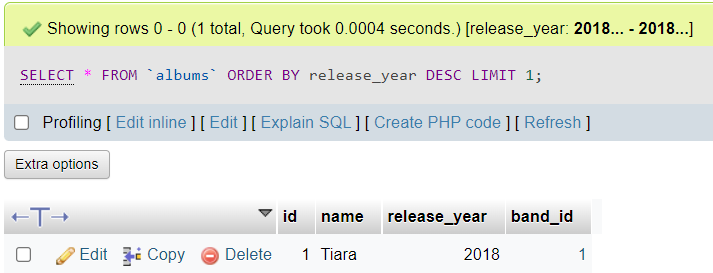 Showing rows 0 - 0 (1 total, Query took 0.0004 seconds.) [release_year: 2018... - 2018...]
SELECT * FROM `albums` ORDER BY release_year DESC LIMIT 1;
Profiling [ Edit inline ] [ Edit ] [ Explain SQL ] [ Create PHP code ] [ Refresh ]
Extra options
←T→ id name release_year band_id
Edit Copy Delete 1 Tiara 2018 1